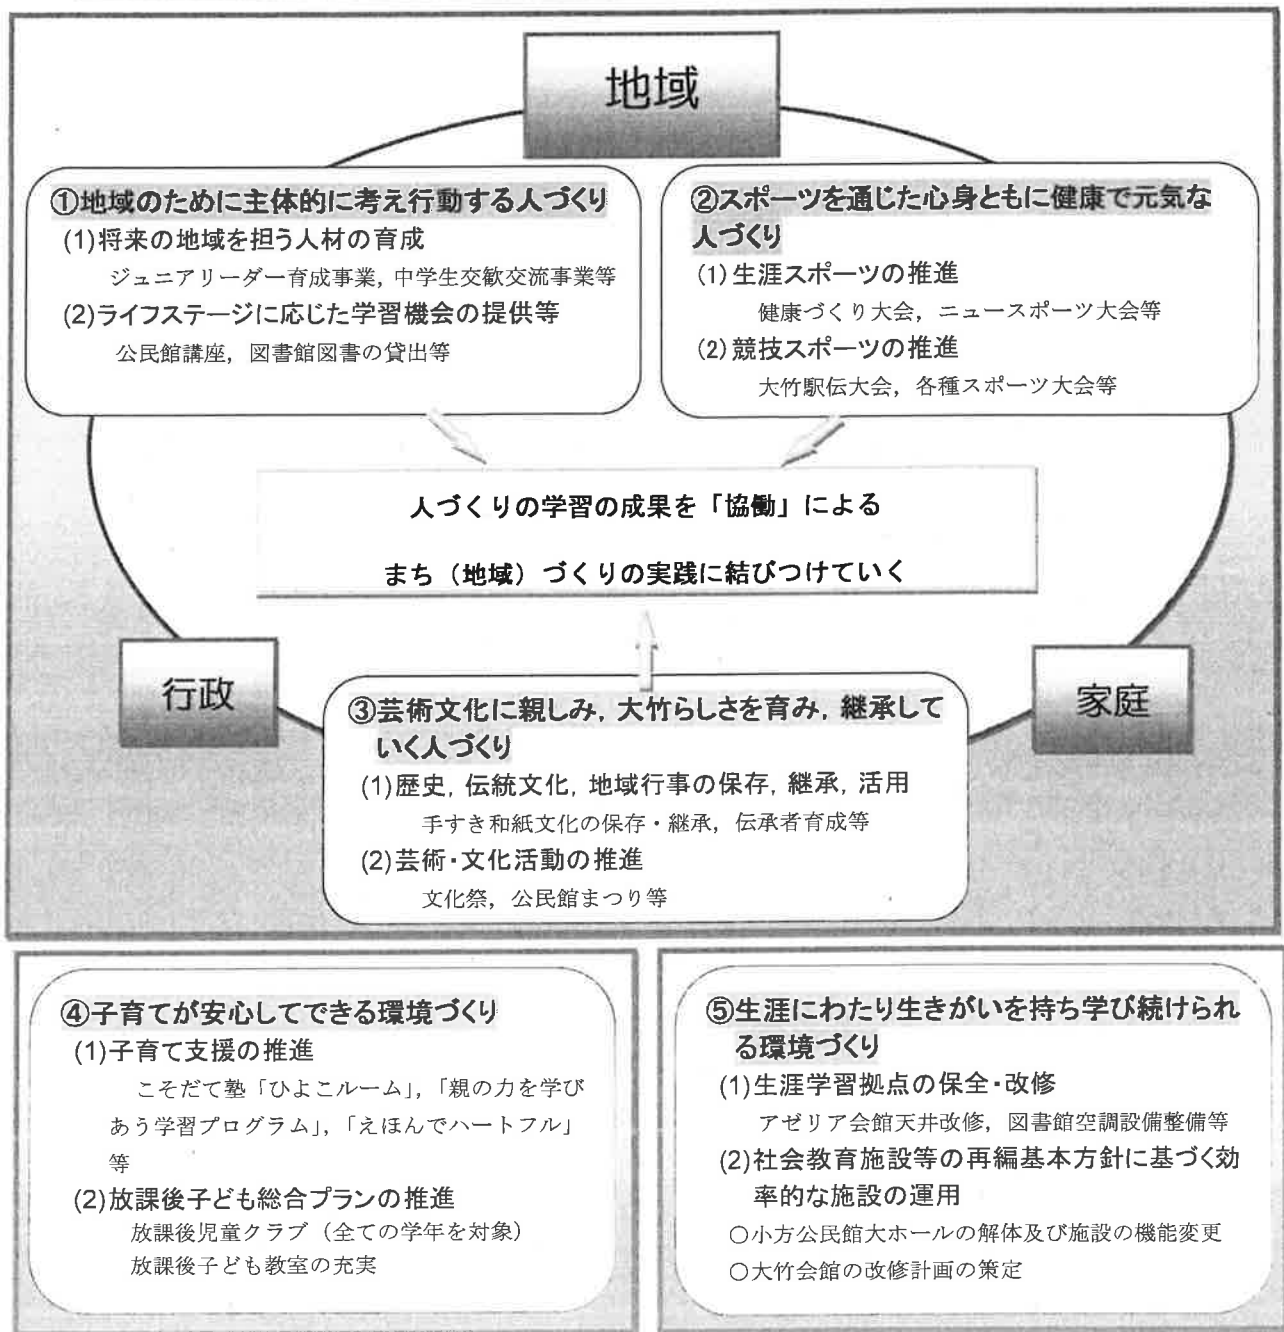 地域
①地域のために主体的に考え行動する人づくり
(1)将来の地域を担う人材の育成
ジュニアリーダー育成事業，中学生交歓交流事業等
(2)ライフステージに応じた学習機会の提供等
公民館講座，図書館図書の貸出等
②スポーツを通じた心身ともに健康で元気な
人づくり
(1)生涯スポーツの推進
健康づくり大会，ニュースポーツ大会等
(2)競技スポーツの推進
大竹駅伝大会，各種スポーツ大会等
人づくりの学習の成果を「協働」による
まち（地域）づくりの実践に結びつけていく
行政
家庭
③芸術文化に親しみ，大竹らしさを育み，継承して
いく人づくり
(1)歴史，伝統文化，地域行事の保存，継承，活用
手すき和紙文化の保存・継承，伝承者育成等
(2)芸術・文化活動の推進
文化祭，公民館まつり等
④子育てが安心してできる環境づくり
(1)子育て支援の推進
こそだて塾「ひよこルーム」，「親の力を学び
あう学習プログラム」，「えほんでハートフル」
等
(2)放課後子ども総合プランの推進
放課後児童クラブ（全ての学年を対象）
放課後子ども教室の充実
⑤生涯にわたり生きがいを持ち学び続けられ
る環境づくり
(1)生涯学習拠点の保全・改修
アゼリア会館天井改修，図書館空調設備整備等
(2)社会教育施設等の再編基本方針に基づく効
率的な施設の運用
○小方公民館大ホールの解体及び施設の機能変更
○大竹会館の改修計画の策定